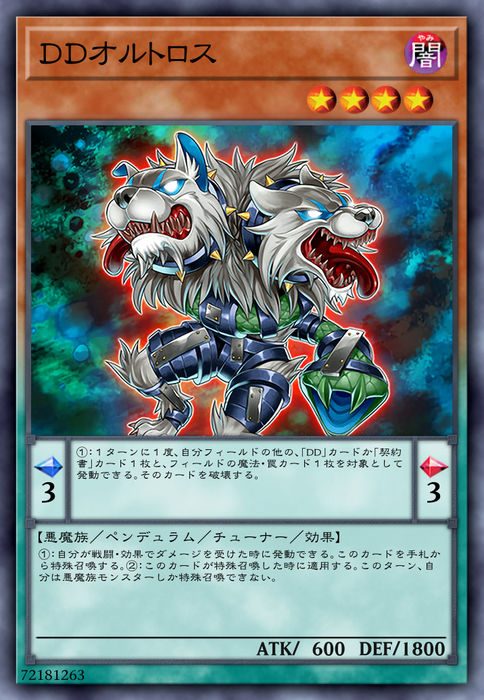 DDオルトロス
やみ
闇
①：1ターンに1度、自分フィールドの他の、「DD」カードか「契約
書」カード1枚と、フィールドの魔法・罠カード1枚を対象として
発動できる。そのカードを破壊する。
3
3
【悪魔族／ペンデュラム／チューナー／効果】
①：自分が戦闘・効果でダメージを受けた時に発動できる。このカードを手札か
ら特殊召喚する。②：このカードが特殊召喚した時に適用する。このターン、自
分は悪魔族モンスターしか特殊召喚できない。
ATK/ 600 DEF/1800
72181263